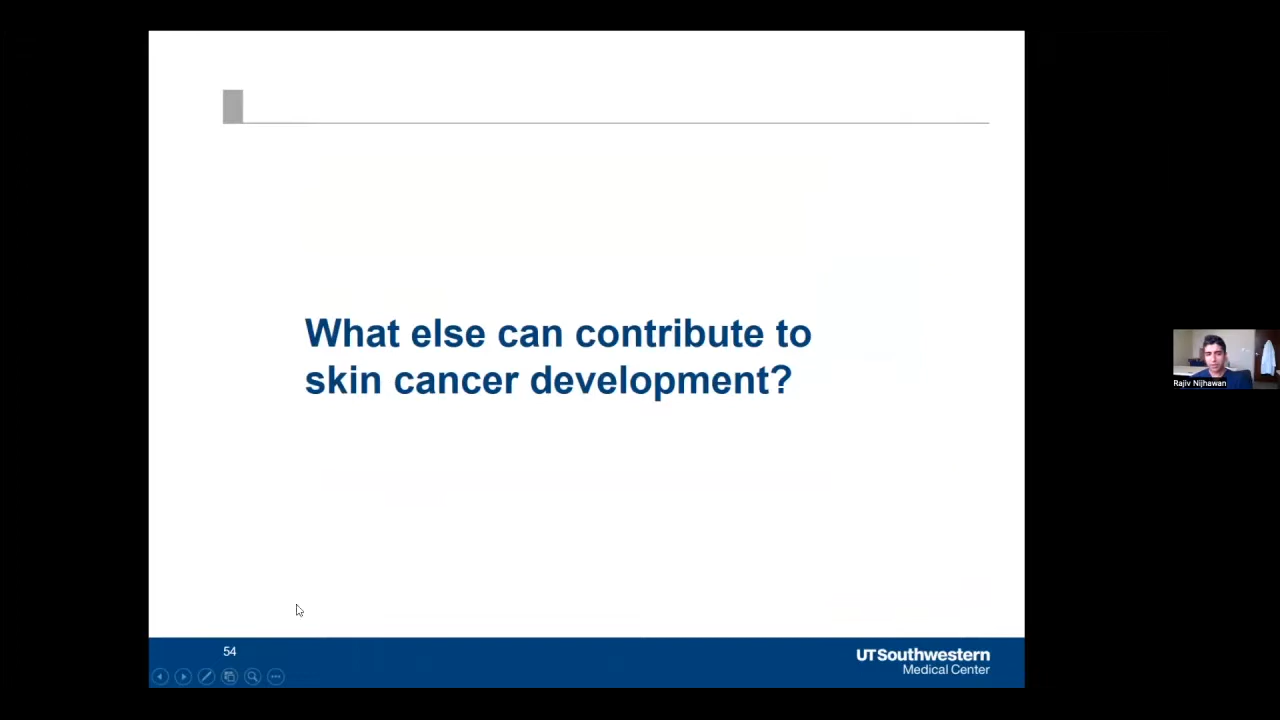 What else can contribute to
skin cancer development?
Rajiv Nijhawan
54
UTSouthwestern
Medical Center